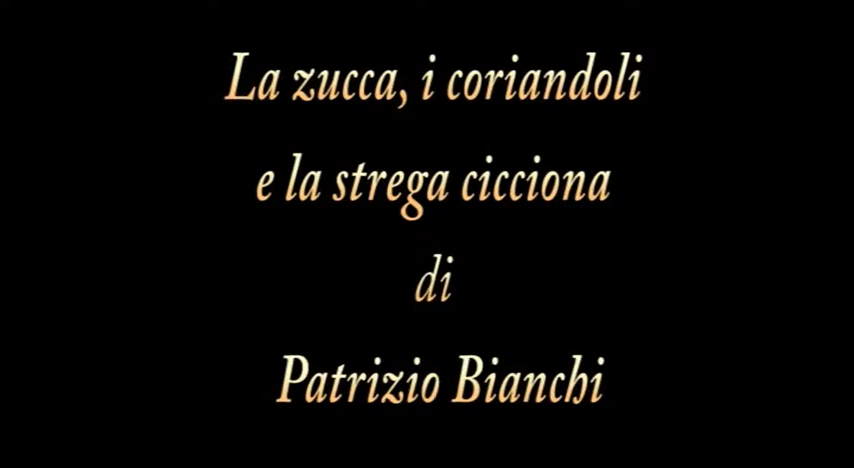 La zucca, i coriandoli
e la strega cicciona
di
Patrizio Bianchi